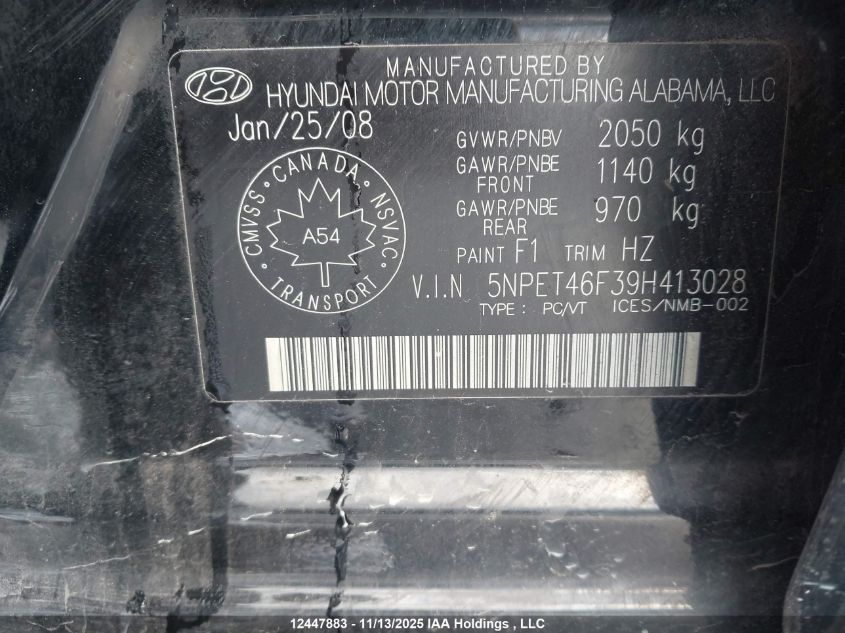 MANUFACTURED BY
HYUNDAI MOTOR MANUFACTURING ALABAMA, LLC
Jan/25/08
GVWR/PNBV 2050 kg
GAWR/PNBE FRONT 1140 kg
GAWR/PNBE REAR 970 kg
PAINT F1 TRIM HZ
V.I.N 5NPET46F39H413028
TYPE : PC/VT ICES/NMB-002
CMVSS · CANADA · NSVAC · TRANSPORT
A54
12447883 - 11/13/2025 IAA Holdings , LLC